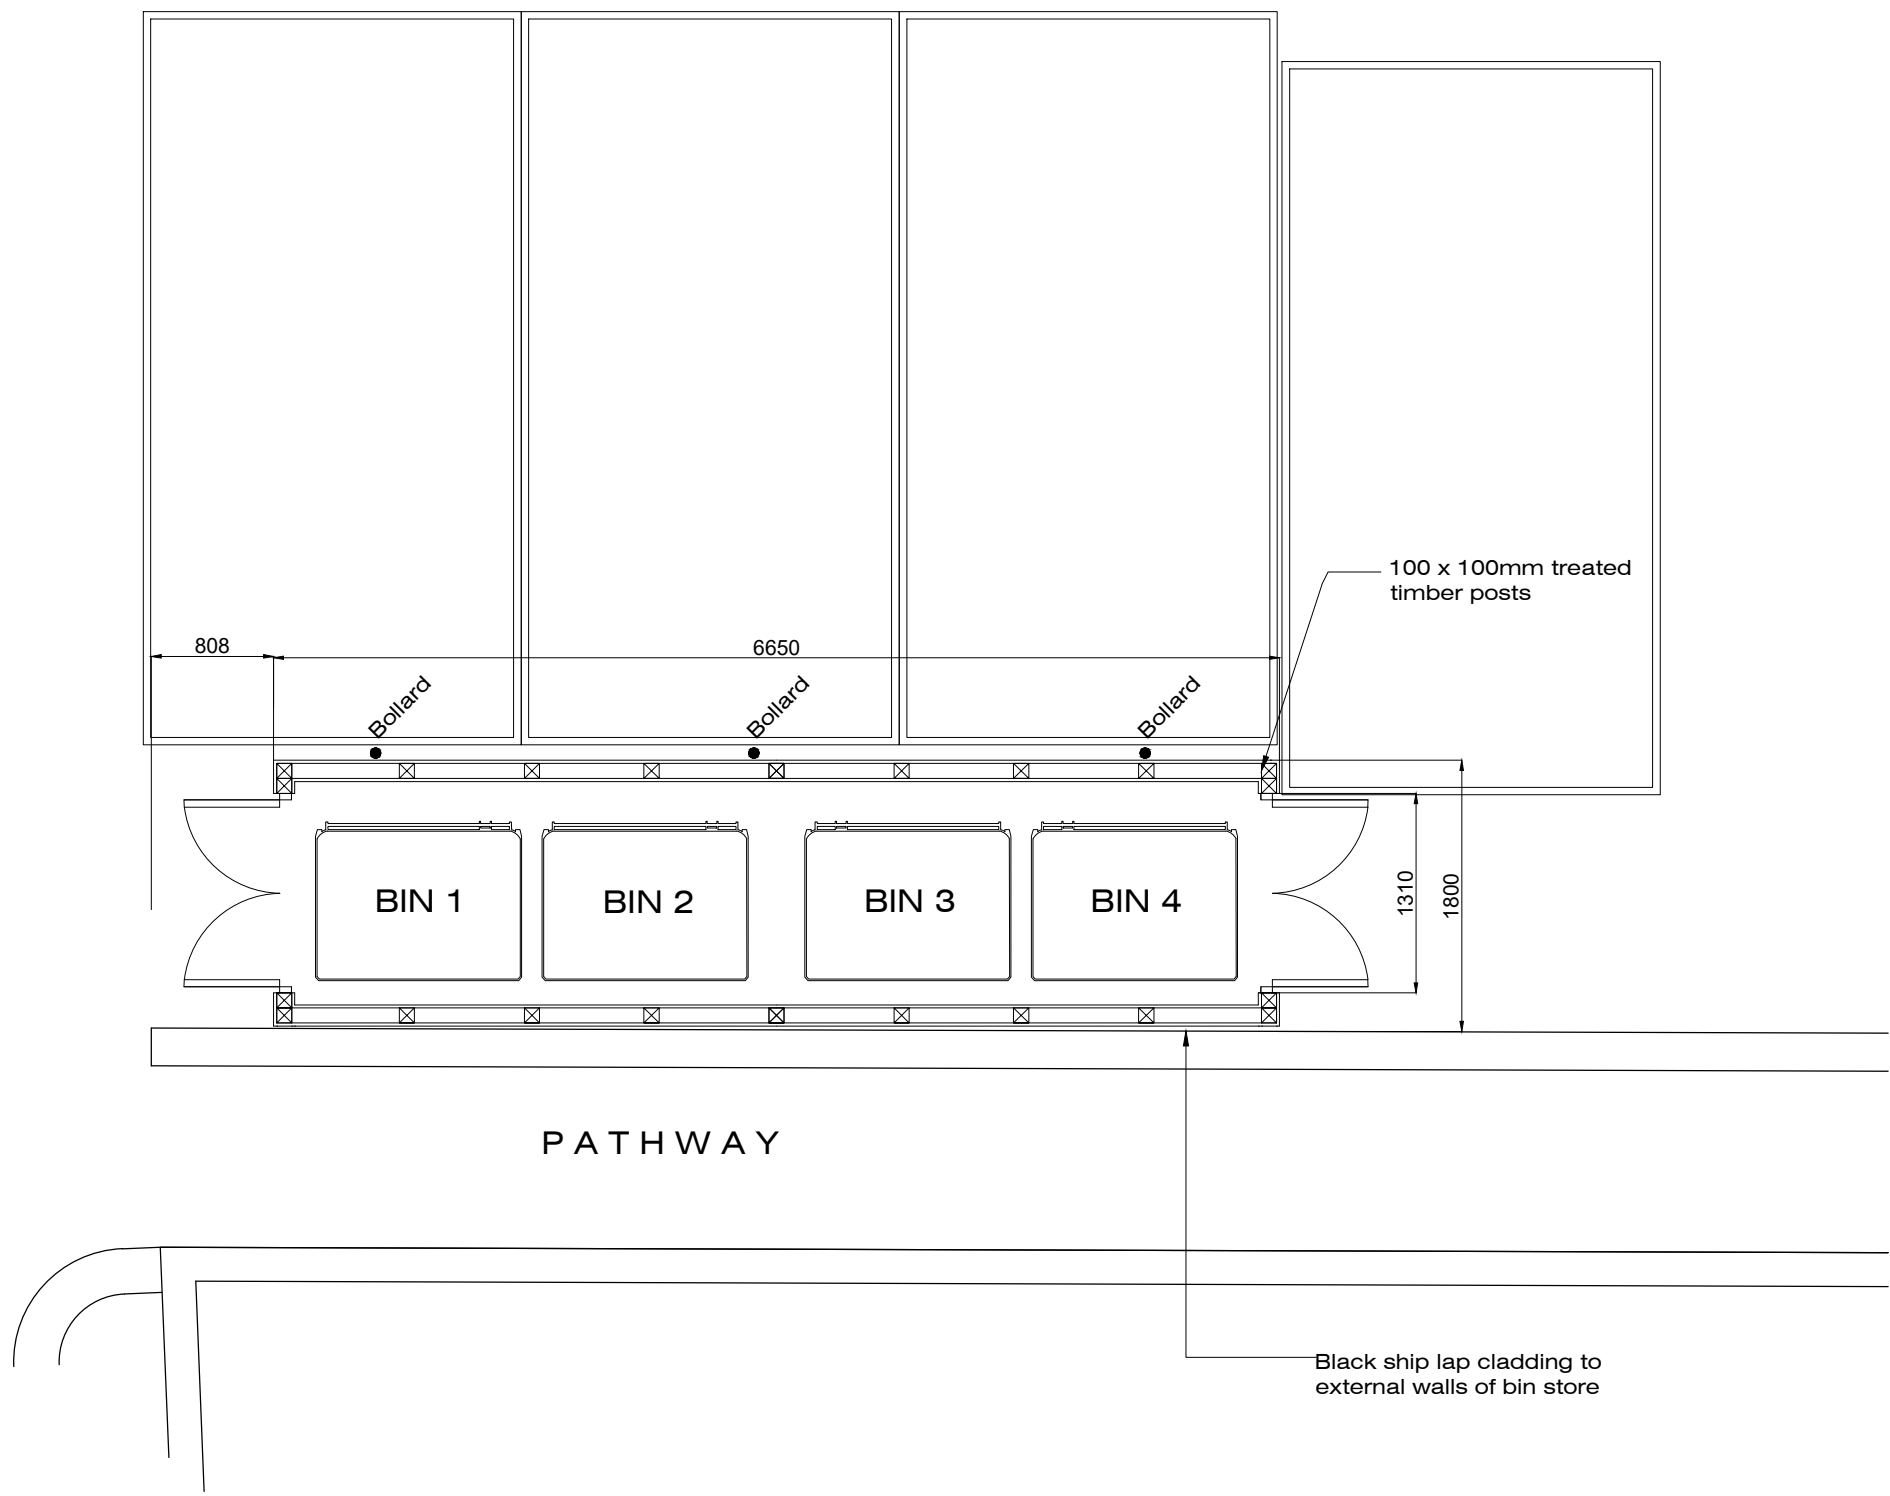 100 x 100mm treated
timber posts
808
6650
Bollard
Bollard
Bollard
BIN 1
BIN 2
BIN 3
BIN 4
1310
1800
PATHWAY
Black ship lap cladding to
external walls of bin store